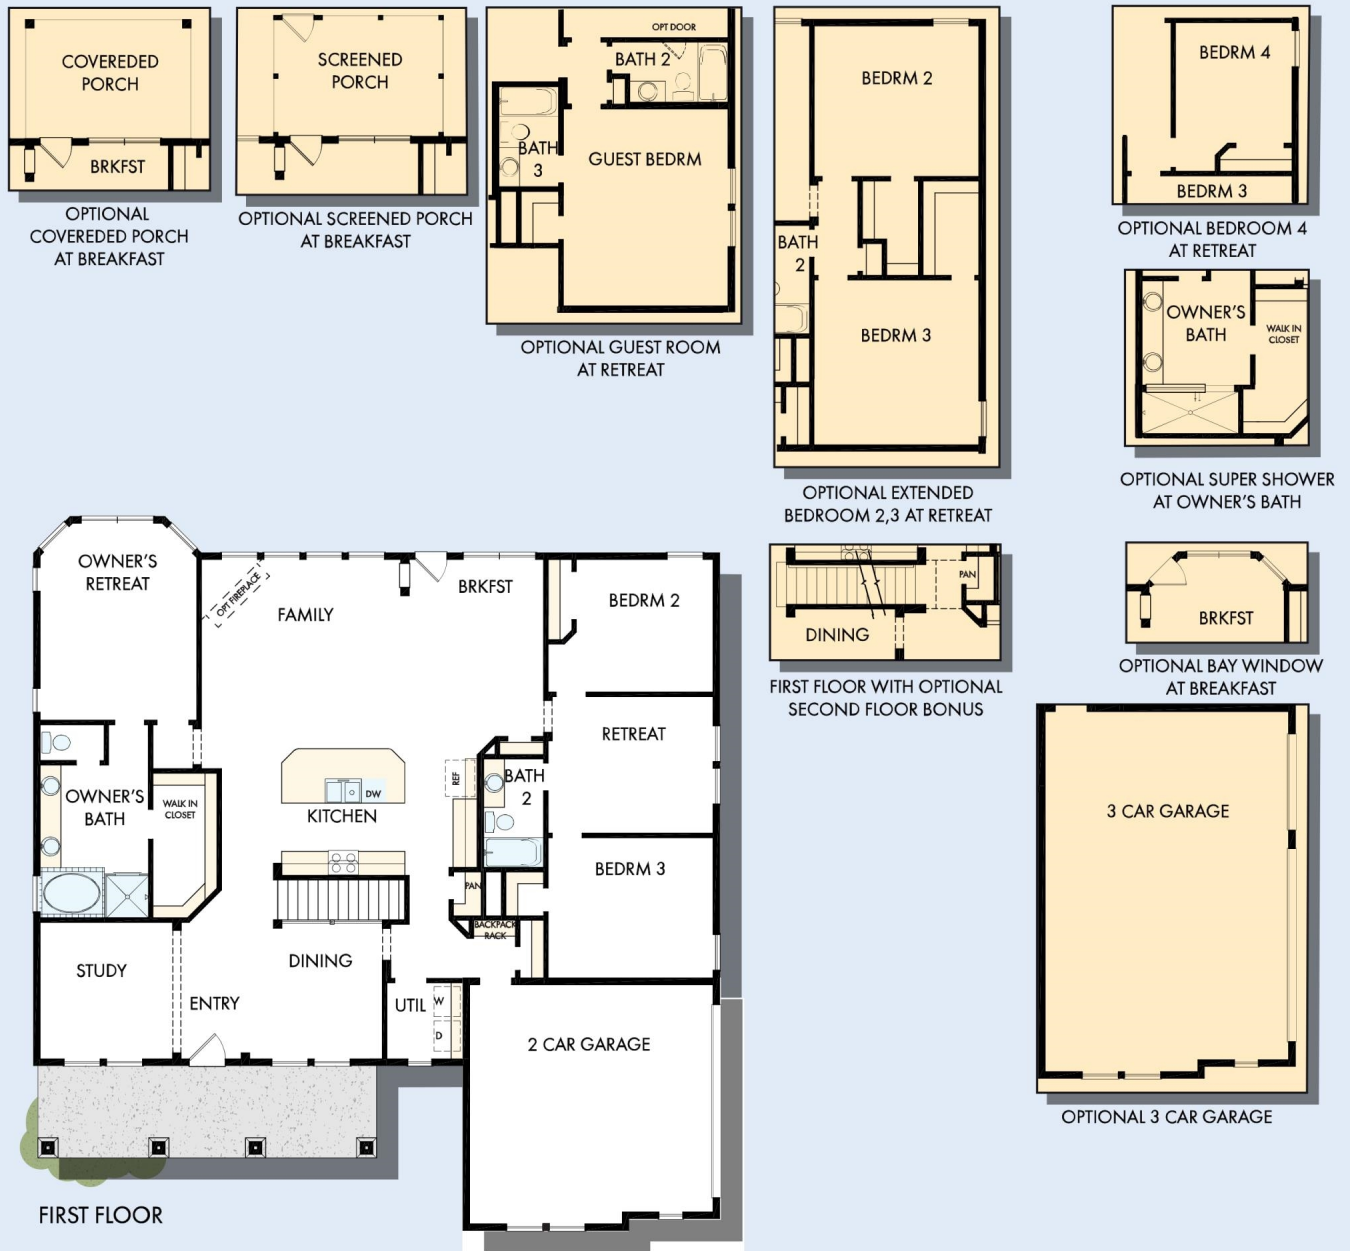 COVEREDED
PORCH
BRKFST
OPTIONAL
COVEREDED PORCH
AT BREAKFAST
SCREENED
PORCH
OPTIONAL SCREENED PORCH
AT BREAKFAST
OPT DOOR
BATH 2
BATH
3
GUEST BEDRM
OPTIONAL GUEST ROOM
AT RETREAT
BEDRM 2
BATH
2
BEDRM 3
OPTIONAL EXTENDED
BEDROOM 2,3 AT RETREAT
BEDRM 4
BEDRM 3
OPTIONAL BEDROOM 4
AT RETREAT
OWNER'S
BATH
WALK IN
CLOSET
OPTIONAL SUPER SHOWER
AT OWNER'S BATH
PAN
DINING
FIRST FLOOR WITH OPTIONAL
SECOND FLOOR BONUS
BRKFST
OPTIONAL BAY WINDOW
AT BREAKFAST
3 CAR GARAGE
OPTIONAL 3 CAR GARAGE
OWNER'S
RETREAT
OPT FIREPLACE
FAMILY
BRKFST
BEDRM 2
RETREAT
REF
BATH
2
DW
KITCHEN
OWNER'S
BATH
WALK IN
CLOSET
BEDRM 3
PAN
BACKPACK
RACK
STUDY
DINING
ENTRY
UTIL
W
D
2 CAR GARAGE
FIRST FLOOR